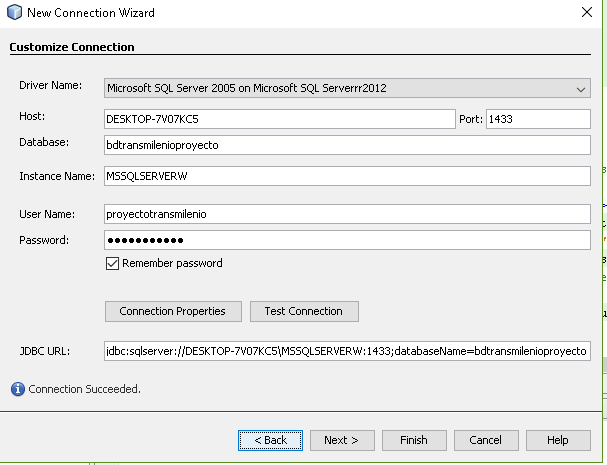 New Connection Wizard
Customize Connection
Driver Name: Microsoft SQL Server 2005 on Microsoft SQL Serverrr2012
Host: DESKTOP-7V07KC5 Port: 1433
Database: bdtransmilenioproyecto
Instance Name: MSSQLSERVERW
User Name: proyectotransmilenio
Password: ●●●●●●●●●●●
Remember password
Connection Properties Test Connection
JDBC URL: jdbc:sqlserver://DESKTOP-7V07KC5\MSSQLSERVERW:1433;databaseName=bdtransmilenioproyecto
Connection Succeeded.
< Back Next > Finish Cancel Help